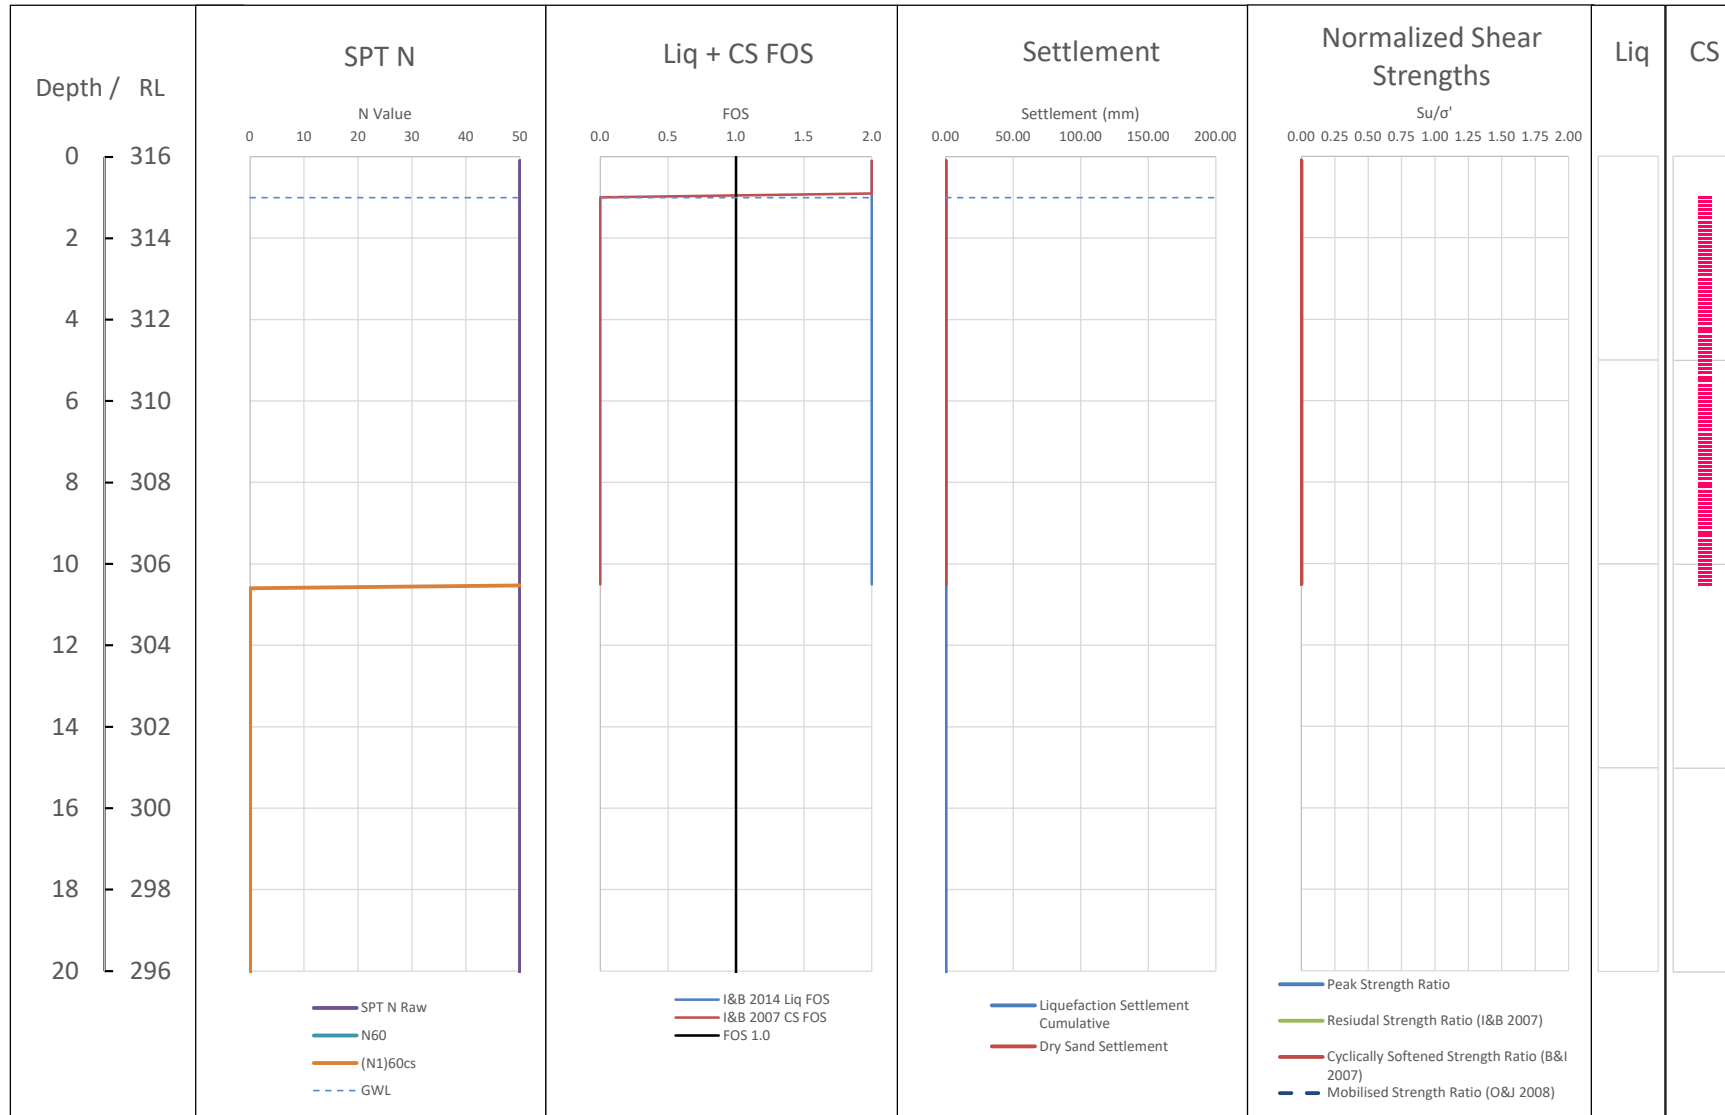 Depth / RL
SPT N
Liq + CS FOS
Settlement
Normalized Shear
Strengths
Liq
CS
N Value
FOS
Settlement (mm)
Su/σ'
0 10 20 30 40 50
0.0 0.5 1.0 1.5 2.0
0.00 50.00 100.00 150.00 200.00
0.00 0.25 0.50 0.75 1.00 1.25 1.50 1.75 2.00
0 316
2 314
4 312
6 310
8 308
10 306
12 304
14 302
16 300
18 298
20 296
SPT N Raw
N60
(N1)60cs
GWL
I&B 2014 Liq FOS
I&B 2007 CS FOS
FOS 1.0
Liquefaction Settlement
Cumulative
Dry Sand Settlement
Peak Strength Ratio
Resiudal Strength Ratio (I&B 2007)
Cyclically Softened Strength Ratio (B&I
2007)
Mobilised Strength Ratio (O&J 2008)